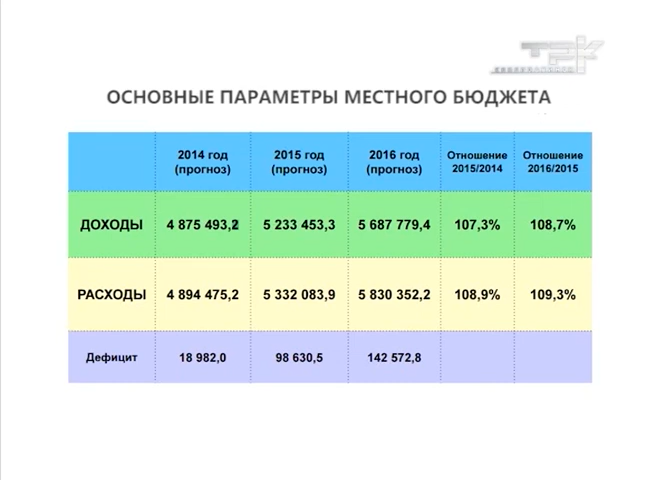 ТРК
ОСНОВНЫЕ ПАРАМЕТРЫ МЕСТНОГО БЮДЖЕТА
2014 год (прогноз) 2015 год (прогноз) 2016 год (прогноз) Отношение 2015/2014 Отношение 2016/2015
ДОХОДЫ 4 875 493,2 5 233 453,3 5 687 779,4 107,3% 108,7%
РАСХОДЫ 4 894 475,2 5 332 083,9 5 830 352,2 108,9% 109,3%
Дефицит 18 982,0 98 630,5 142 572,8